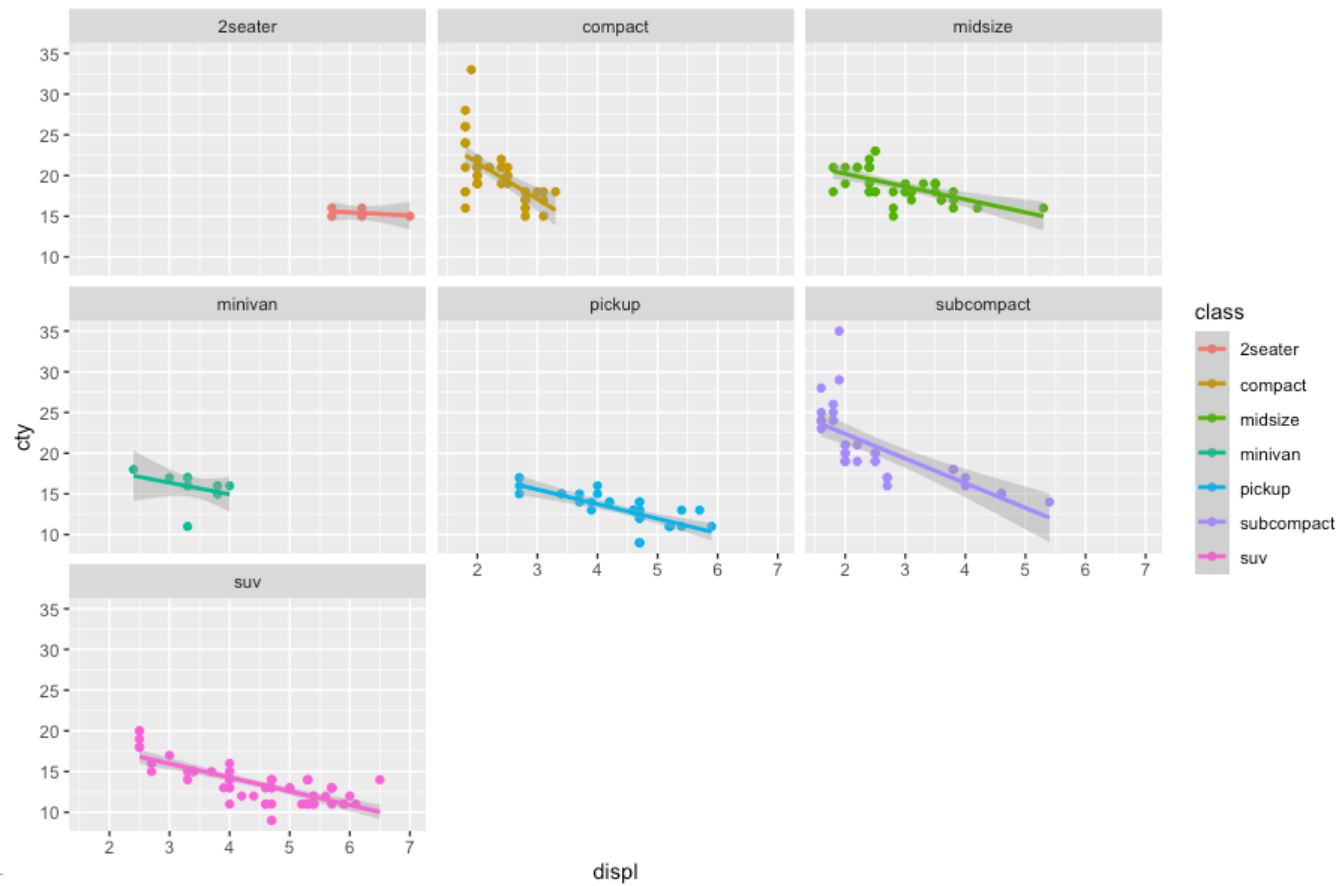 2seater compact midsize
35
30
25
20
15
10
minivan pickup subcompact
35
30
25
20
15
10
2 3 4 5 6 7 2 3 4 5 6 7
suv
35
30
25
20
15
10
2 3 4 5 6 7
displ
cty
class
2seater
compact
midsize
minivan
pickup
subcompact
suv